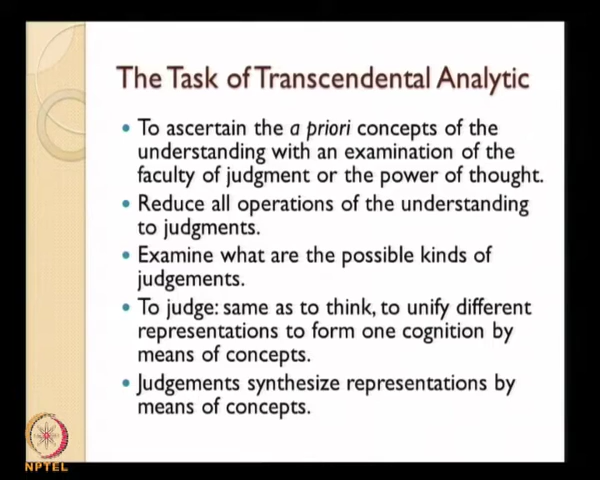 The Task of Transcendental Analytic
• To ascertain the a priori concepts of the
understanding with an examination of the
faculty of judgment or the power of thought.
• Reduce all operations of the understanding
to judgments.
• Examine what are the possible kinds of
judgements.
• To judge: same as to think, to unify different
representations to form one cognition by
means of concepts.
• Judgements synthesize representations by
means of concepts.
NPTEL